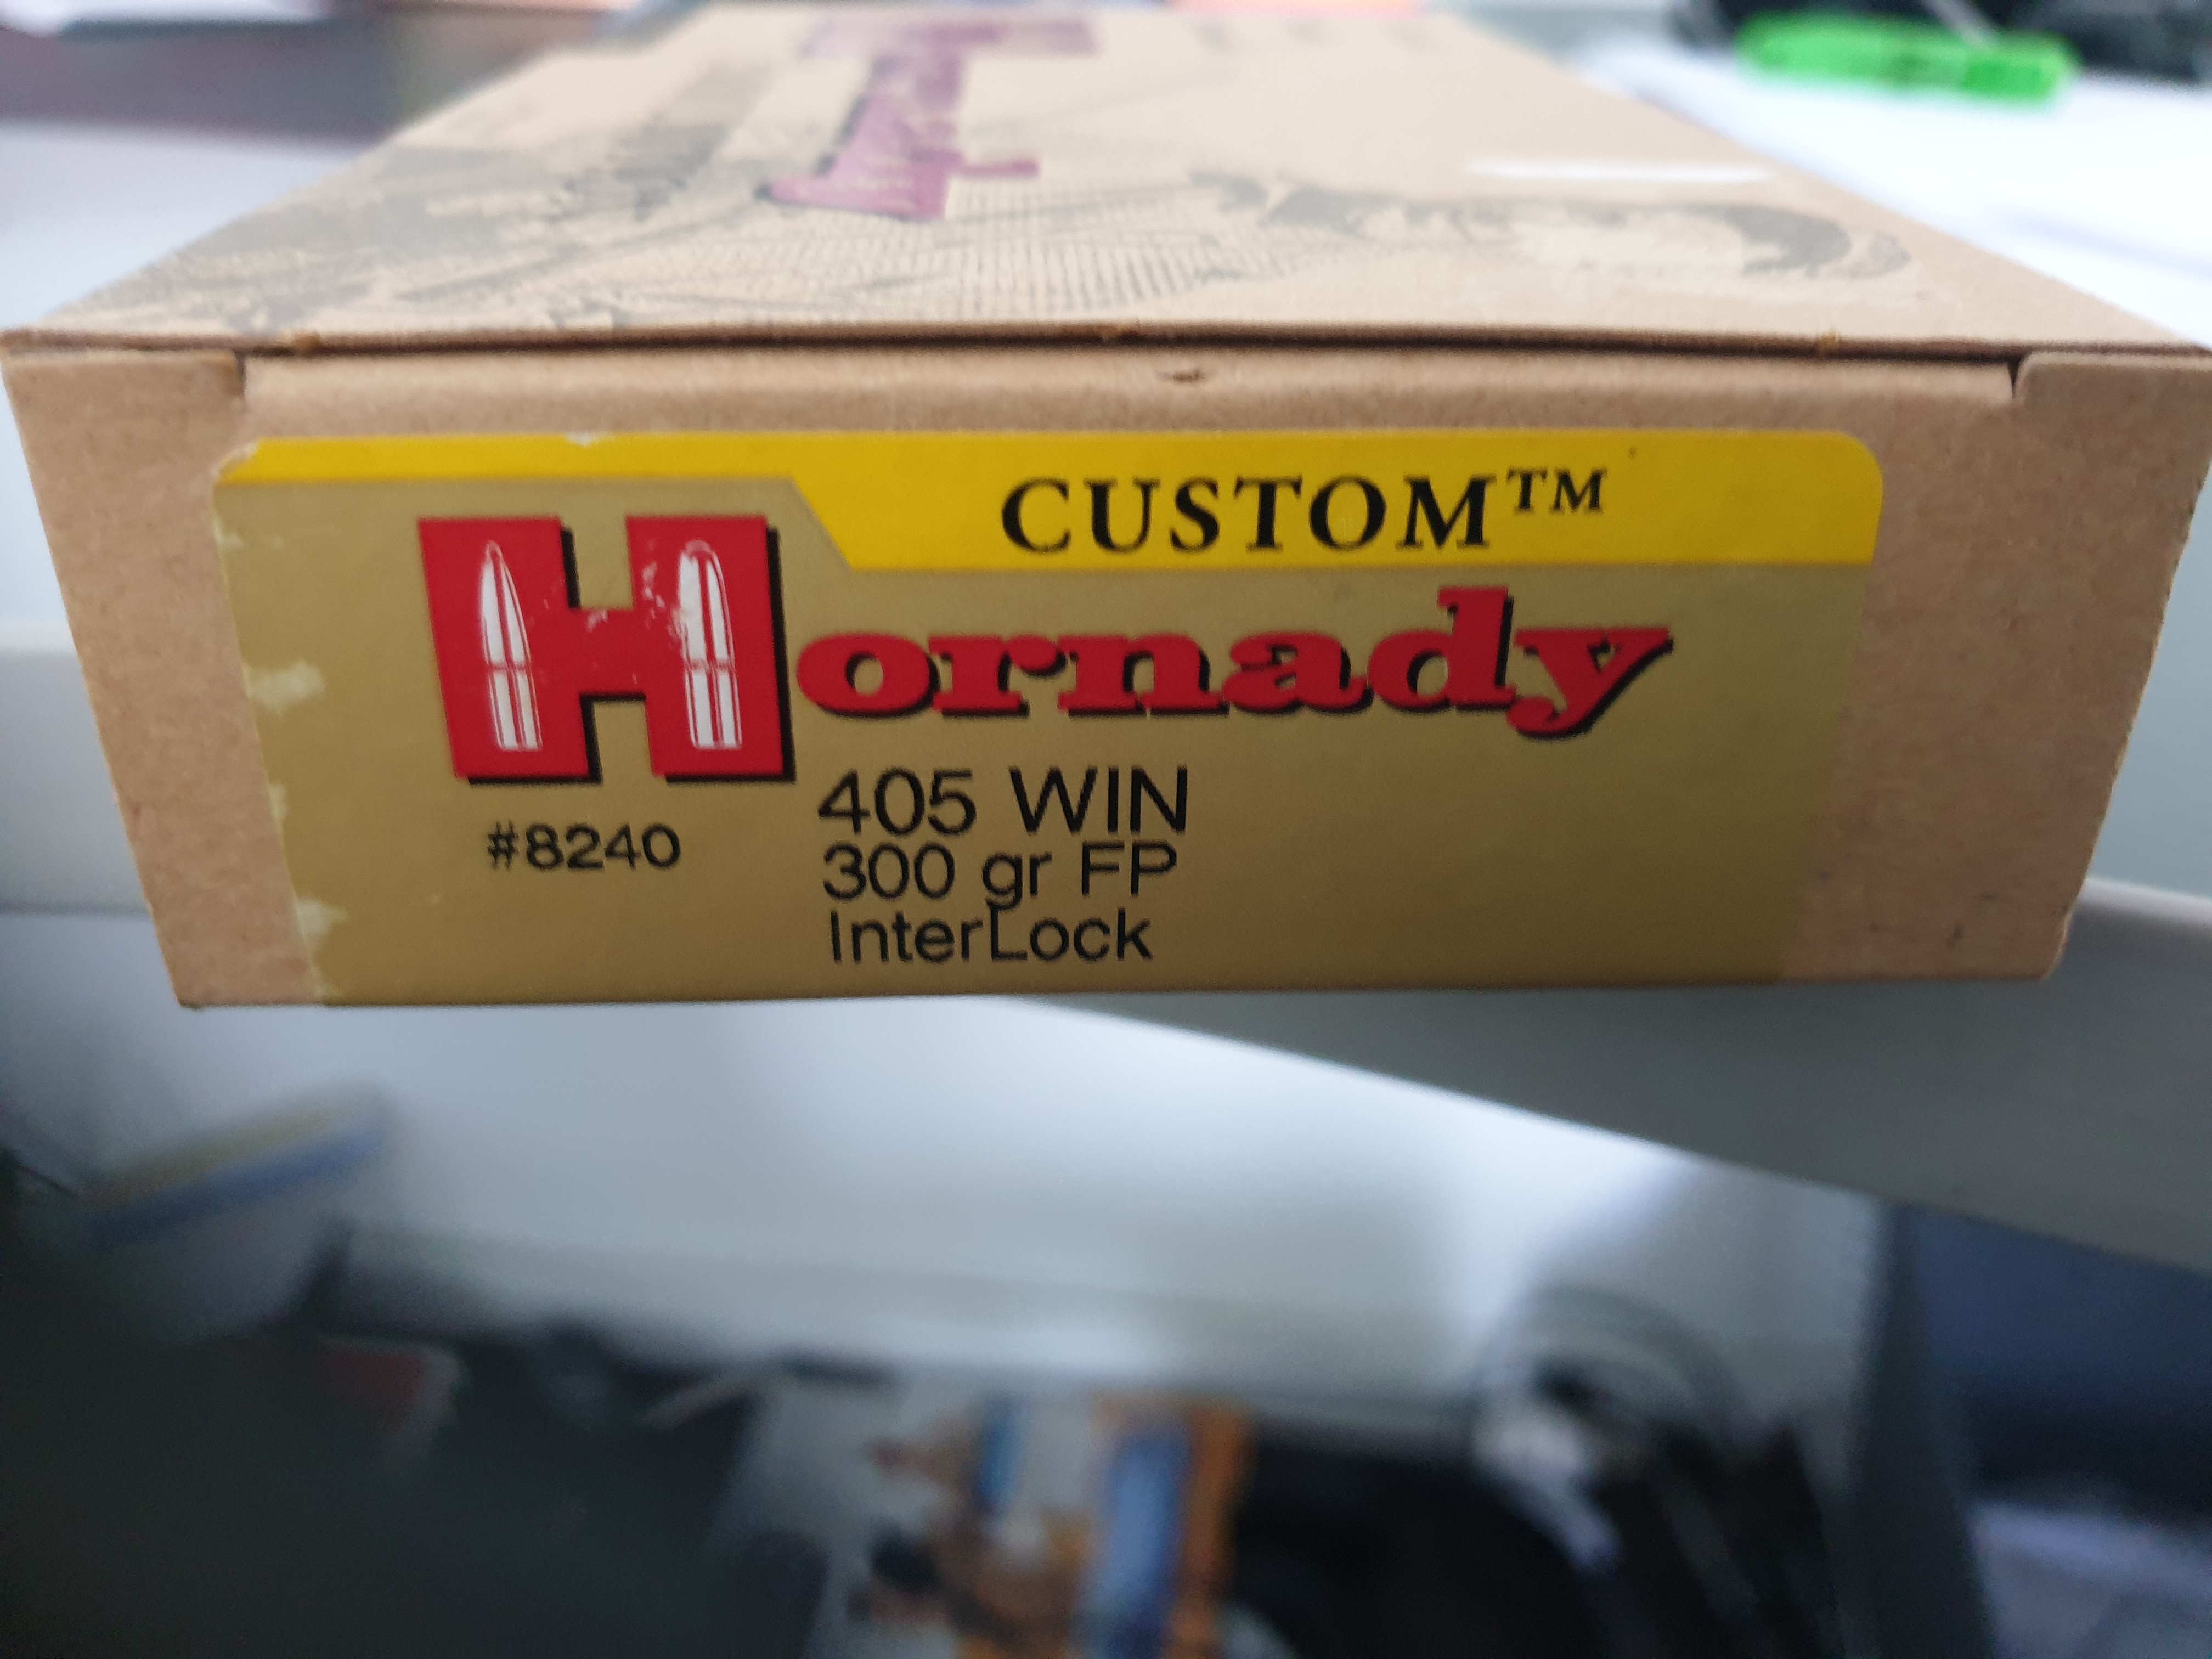 CUSTOM™
Hornady
#8240
405 WIN
300 gr FP
InterLock